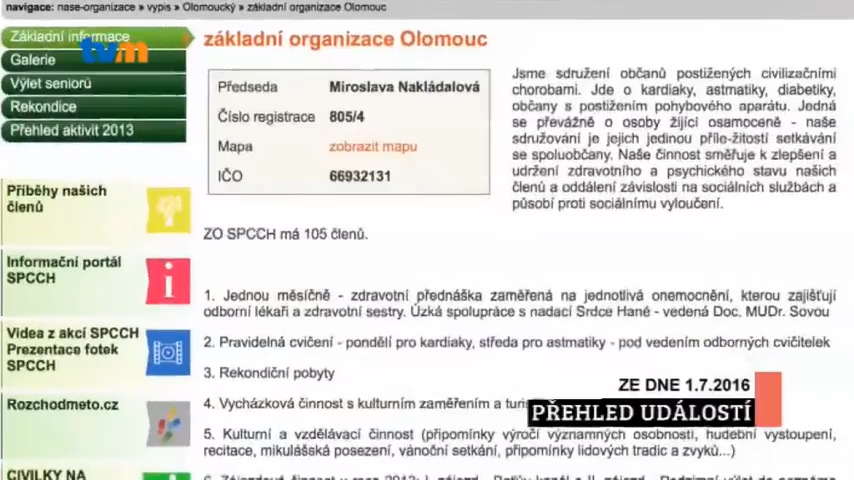 navigace: nase-organizace » vypis » Olomoucký » základní organizace Olomouc
Základní informace
tvm
Galerie
Výlet seniorů
Rekondice
Přehled aktivit 2013
Příběhy našich
členů
Informační portál
SPCCH
Videa z akcí SPCCH
Prezentace fotek
SPCCH
Rozchodmeto.cz
CIVILKY NA
základní organizace Olomouc
Předseda Miroslava Nakládalová
Číslo registrace 805/4
Mapa zobrazit mapu
IČO 66932131
Jsme sdružení občanů postižených civilizačními
chorobami. Jde o kardiaky, astmatiky, diabetiky,
občany s postižením pohybového aparátu. Jedná
se převážně o osoby žijící osamoceně - naše
sdružování je jejich jedinou příle-žitostí setkávání
se spoluobčany. Naše činnost směřuje k zlepšení a
udržení zdravotního a psychického stavu našich
členů a oddálení závislosti na sociálních službách a
působí proti sociálnímu vyloučení.
ZO SPCCH má 105 členů.
1. Jednou měsíčně - zdravotní přednáška zaměřená na jednotlivá onemocnění, kterou zajišťují
odborní lékaři a zdravotní sestry. Úzká spolupráce s nadací Srdce Hané - vedená Doc. MUDr. Sovou
2. Pravidelná cvičení - pondělí pro kardiaky, středa pro astmatiky - pod vedením odborných cvičitelek
3. Rekondiční pobyty
4. Vycházková činnost s kulturním zaměřením a
5. Kulturní a vzdělávací činnost (připomínky výročí významných osobností, hudební vystoupení,
recitace, mikulášská posezení, vánoční setkání, připomínky lidových tradic a zvyků...)
ZE DNE 1.7.2016
PŘEHLED UDÁLOSTÍ